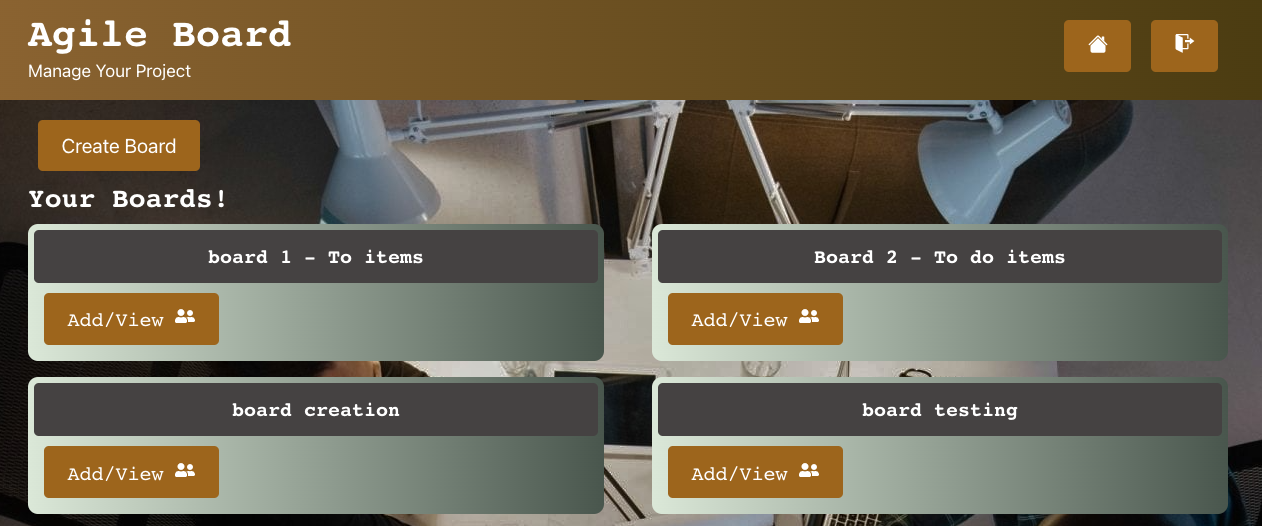 Agile Board
Manage Your Project
Create Board
Your Boards!
board 1 - To items
Board 2 - To do items
Add/View
Add/View
board creation
board testing
Add/View
Add/View